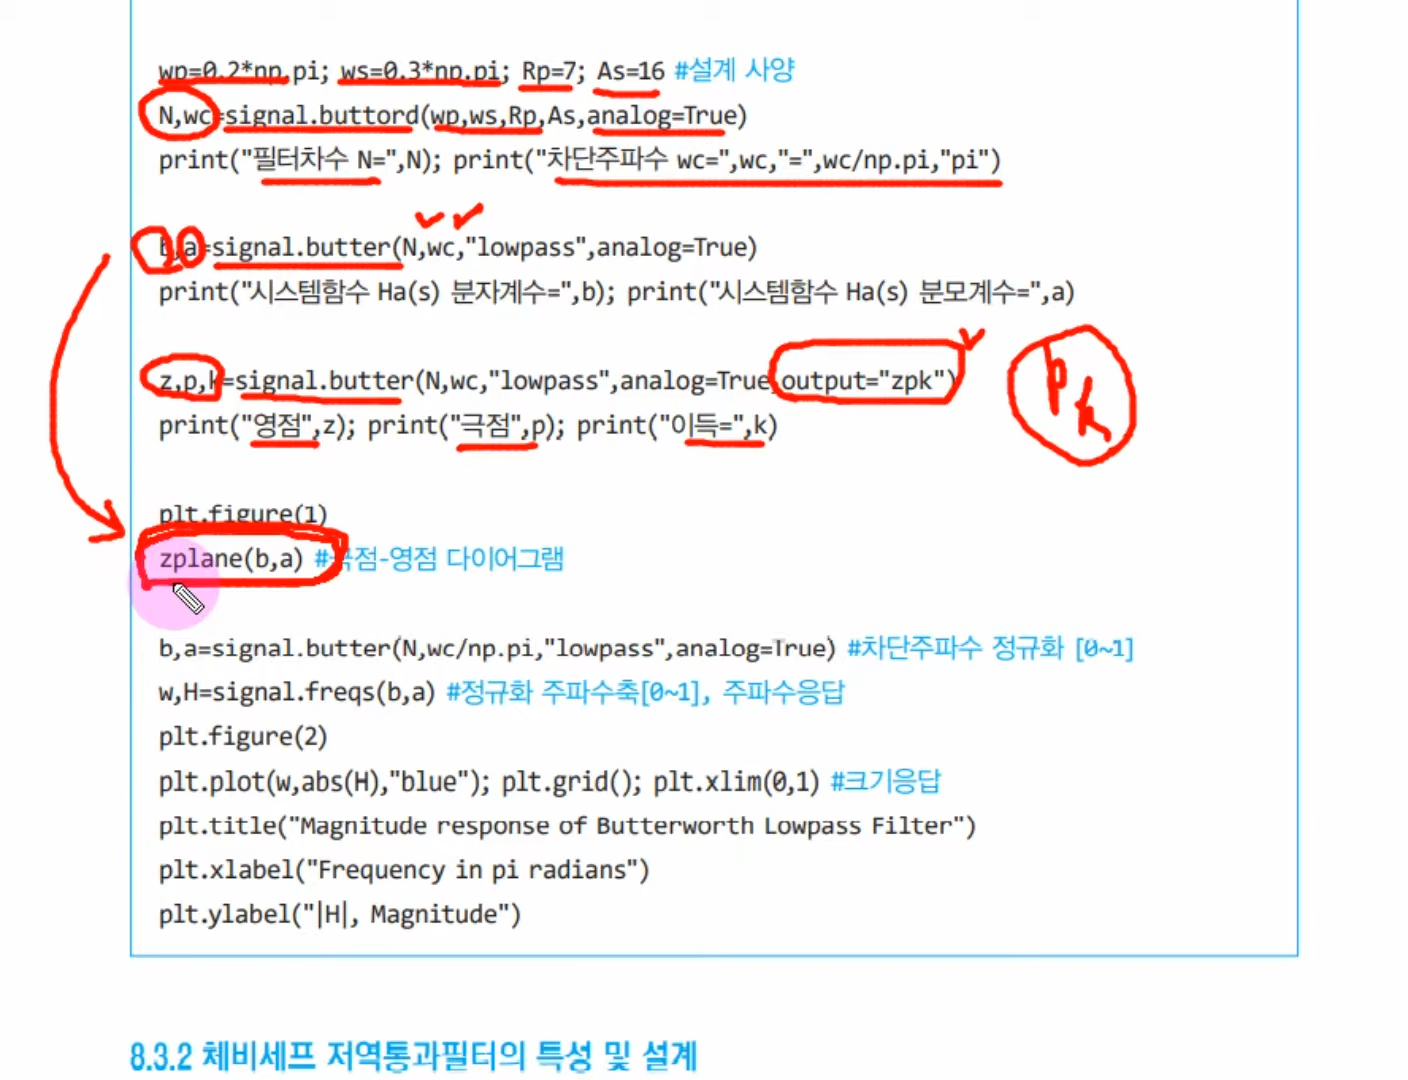 wp=0.2*np.pi; ws=0.3*np.pi; Rp=7; As=16 #설계 사양
N,wc=signal.buttord(wp,ws,Rp,As,analog=True)
print("필터차수 N=",N); print("차단주파수 wc=",wc,"=",wc/np.pi,"pi")
b,a=signal.butter(N,wc,"lowpass",analog=True)
print("시스템함수 Ha(s) 분자계수=",b); print("시스템함수 Ha(s) 분모계수=",a)
z,p,k=signal.butter(N,wc,"lowpass",analog=True,output="zpk")
print("영점",z); print("극점",p); print("이득=",k)
p
k
plt.figure(1)
zplane(b,a) #극점-영점 다이어그램
b,a=signal.butter(N,wc/np.pi,"lowpass",analog=True) #차단주파수 정규화 [0~1]
w,H=signal.freqs(b,a) #정규화 주파수축[0~1], 주파수응답
plt.figure(2)
plt.plot(w,abs(H),"blue"); plt.grid(); plt.xlim(0,1) #크기응답
plt.title("Magnitude response of Butterworth Lowpass Filter")
plt.xlabel("Frequency in pi radians")
plt.ylabel("|H|, Magnitude")
8.3.2 체비세프 저역통과필터의 특성 및 설계